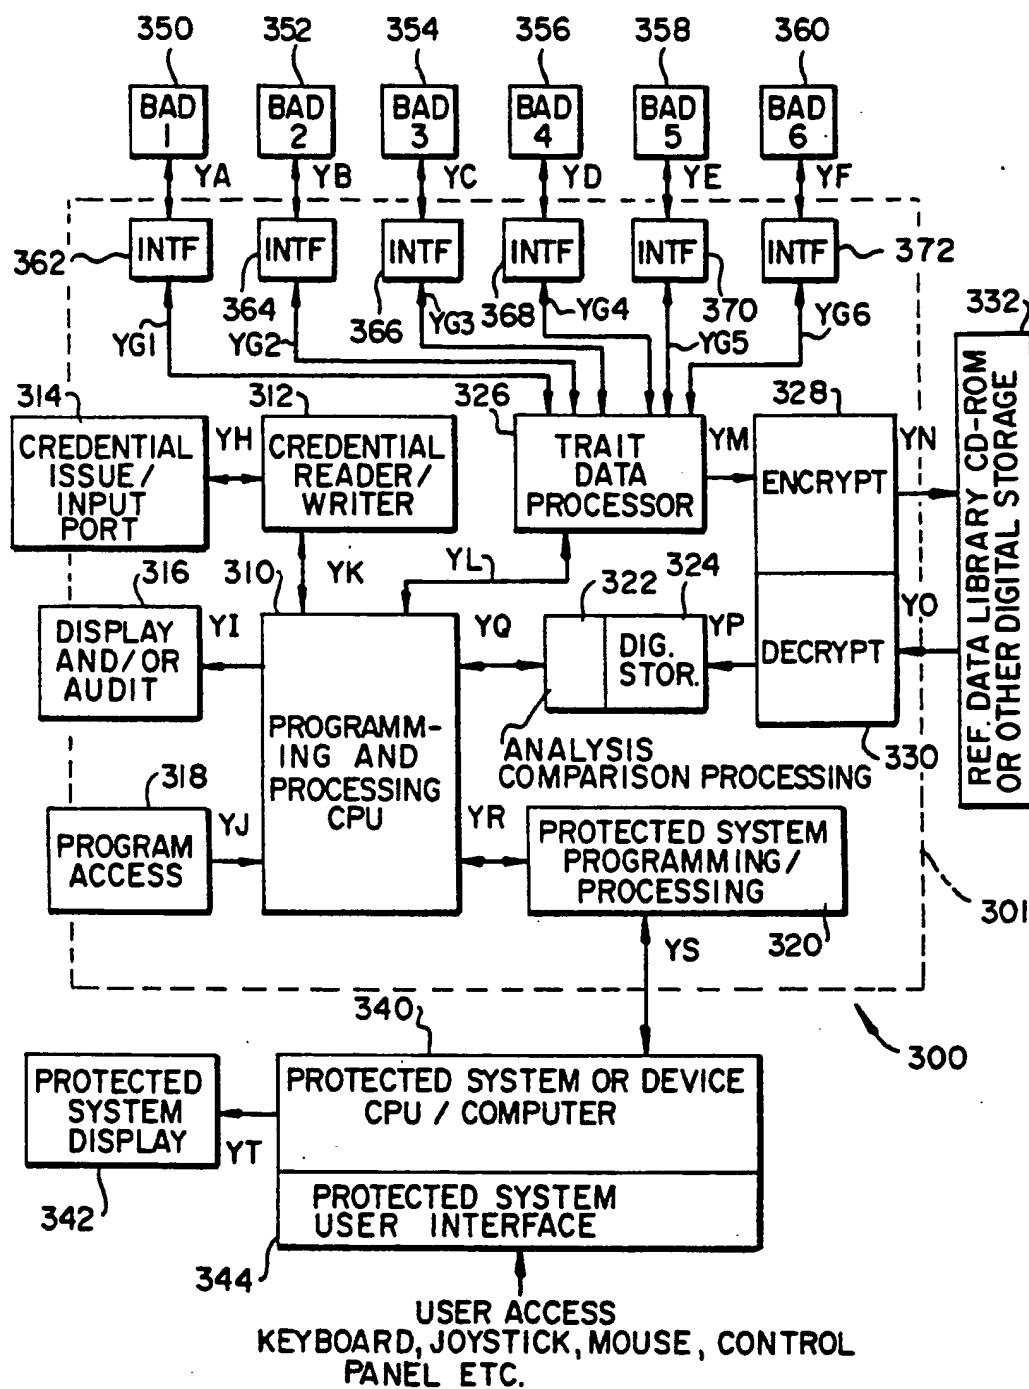 350 352 354 356 358 360
BAD 1
BAD 2
BAD 3
BAD 4
BAD 5
BAD 6
YA YB YC YD YE YF
INTF INTF INTF INTF INTF INTF
362 364 366 368 370 372
YG1 YG2 YG3 YG4 YG5 YG6
332
314 312 326 328
CREDENTIAL
ISSUE/
INPUT
PORT
YH
CREDENTIAL
READER/
WRITER
TRAIT
DATA
PROCESSOR
YM
ENCRYPT
YN
REF. DATA LIBRARY CD-ROM
OR OTHER DIGITAL STORAGE
316 310 YK YL 322 324
DISPLAY
AND/OR
AUDIT
YI
PROGRAMM-
ING AND
PROCESSING
CPU
YQ
DIG.
STOR.
YP
DECRYPT
YO
ANALYSIS
COMPARISON PROCESSING
330
318
PROGRAM
ACCESS
YJ
YR
PROTECTED SYSTEM
PROGRAMMING/
PROCESSING
320
301
YS
300
340
PROTECTED
SYSTEM
DISPLAY
342
YT
PROTECTED SYSTEM OR DEVICE
CPU / COMPUTER
PROTECTED SYSTEM
USER INTERFACE
344
USER ACCESS
KEYBOARD, JOYSTICK, MOUSE, CONTROL
PANEL ETC.